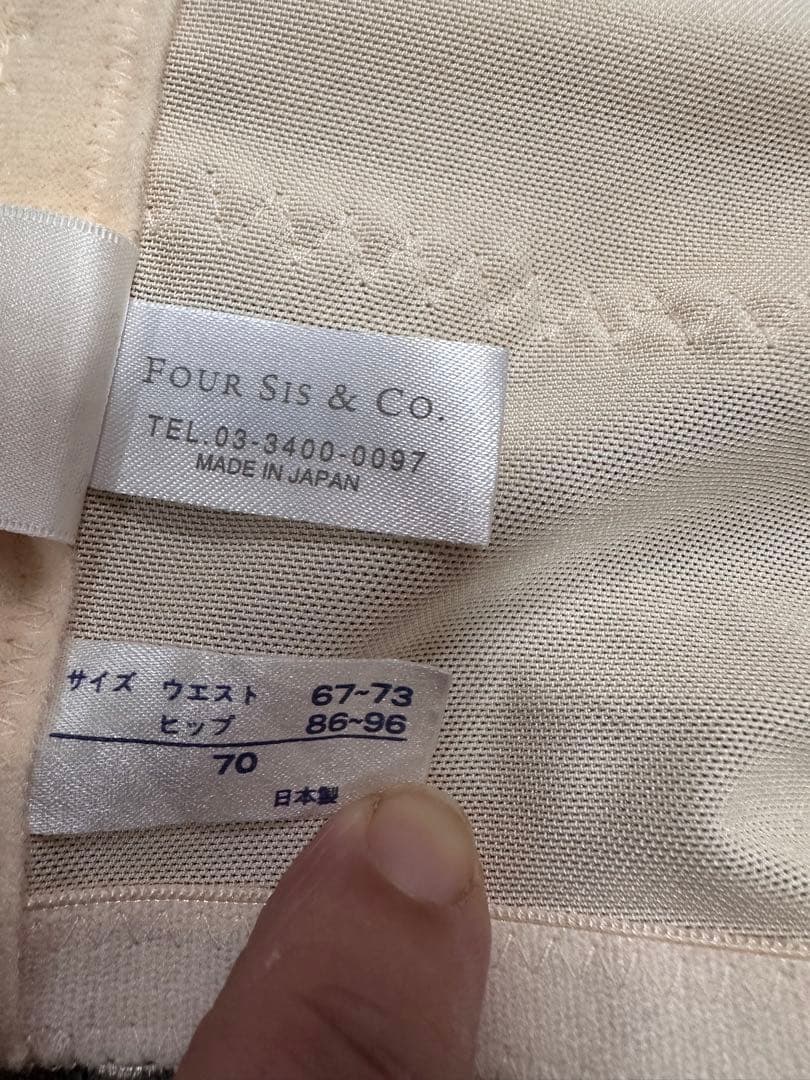 FOUR SIS & CO.
TEL.03-3400-0097
MADE IN JAPAN
サイズ ウエスト 67~73
ヒップ 86~96
70
日本製